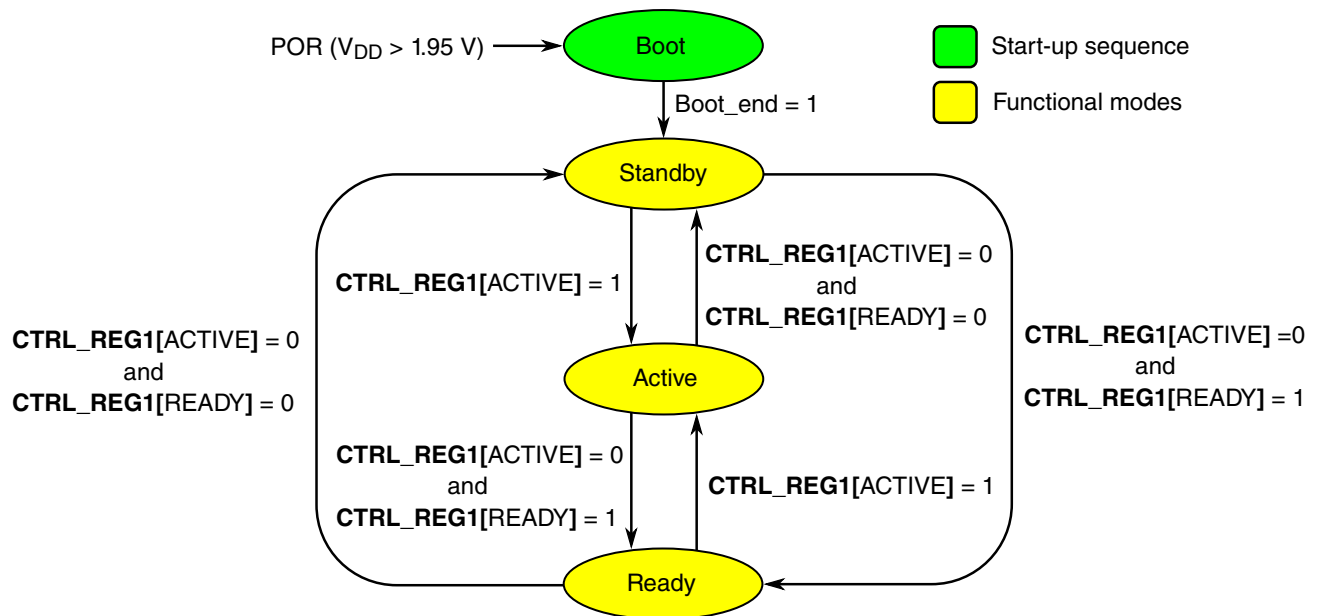 POR (VDD > 1.95 V)
Boot
Start-up sequence
Functional modes
Boot_end = 1
Standby
CTRL_REG1[ACTIVE] = 1
CTRL_REG1[ACTIVE] = 0
and
CTRL_REG1[READY] = 0
CTRL_REG1[ACTIVE] = 0
and
CTRL_REG1[READY] = 0
CTRL_REG1[ACTIVE] =0
and
CTRL_REG1[READY] = 1
Active
CTRL_REG1[ACTIVE] = 0
and
CTRL_REG1[READY] = 1
CTRL_REG1[ACTIVE] = 1
Ready